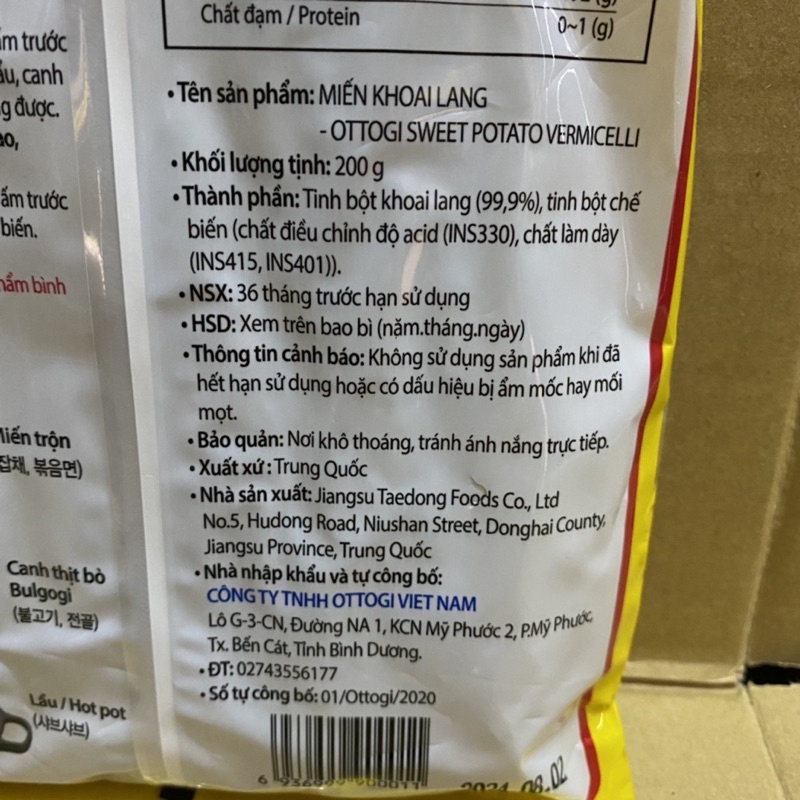 Chất đạm / Protein
0~1 (g)
trước
canh
được.
trước
biến.
bình
trộn
(잡채, 볶음면)
Canh thịt bò
Bulgogi
(불고기, 전골)
Lẩu / Hot pot
(샤브샤브)
• Tên sản phẩm: MIẾN KHOAI LANG
- OTTOGI SWEET POTATO VERMICELLI
• Khối lượng tịnh: 200 g
• Thành phần: Tinh bột khoai lang (99,9%), tinh bột chế
biến (chất điều chỉnh độ acid (INS330), chất làm dày
(INS415, INS401)).
• NSX: 36 tháng trước hạn sử dụng
• HSD: Xem trên bao bì (năm.tháng.ngày)
• Thông tin cảnh báo: Không sử dụng sản phẩm khi đã
hết hạn sử dụng hoặc có dấu hiệu bị ẩm mốc hay mối
mọt.
• Bảo quản: Nơi khô thoáng, tránh ánh nắng trực tiếp.
• Xuất xứ : Trung Quốc
• Nhà sản xuất: Jiangsu Taedong Foods Co., Ltd
No.5, Hudong Road, Niushan Street, Donghai County,
Jiangsu Province, Trung Quốc
• Nhà nhập khẩu và tự công bố:
CÔNG TY TNHH OTTOGI VIET NAM
Lô G-3-CN, Đường NA 1, KCN Mỹ Phước 2, P.Mỹ Phước,
Tx. Bến Cát, Tỉnh Bình Dương.
• ĐT: 02743556177
• Số tự công bố: 01/Ottogi/2020